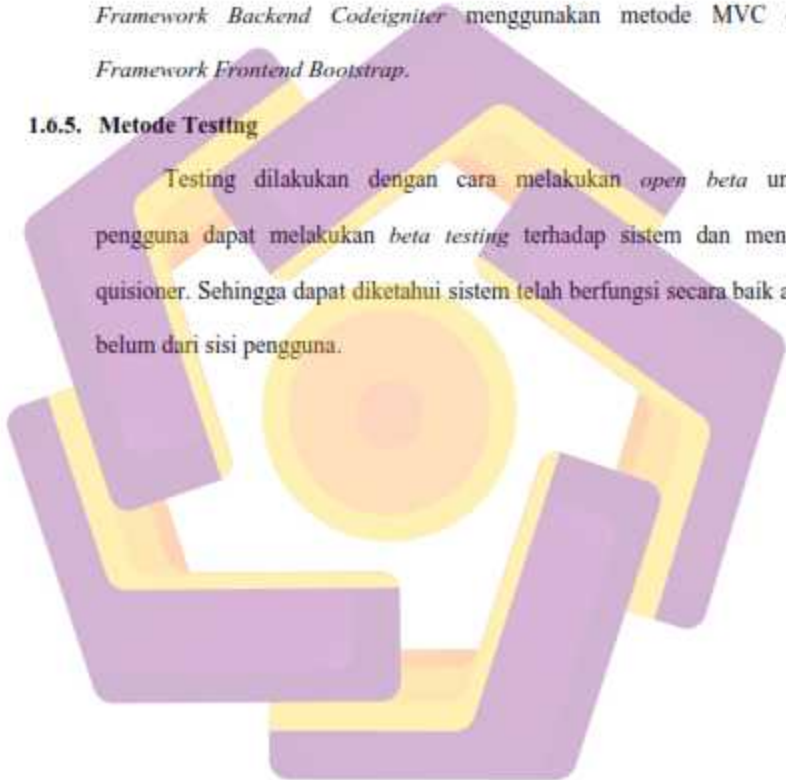 Framework Backend Codeigniter menggunakan metode MVC
Framework Frontend Bootstrap.
1.6.5. Metode Testing
Testing dilakukan dengan cara melakukan open beta
pengguna dapat melakukan beta testing terhadap sistem dan
quisioner. Sehingga dapat diketahui sistem telah berfungsi secara baik
belum dari sisi pengguna.